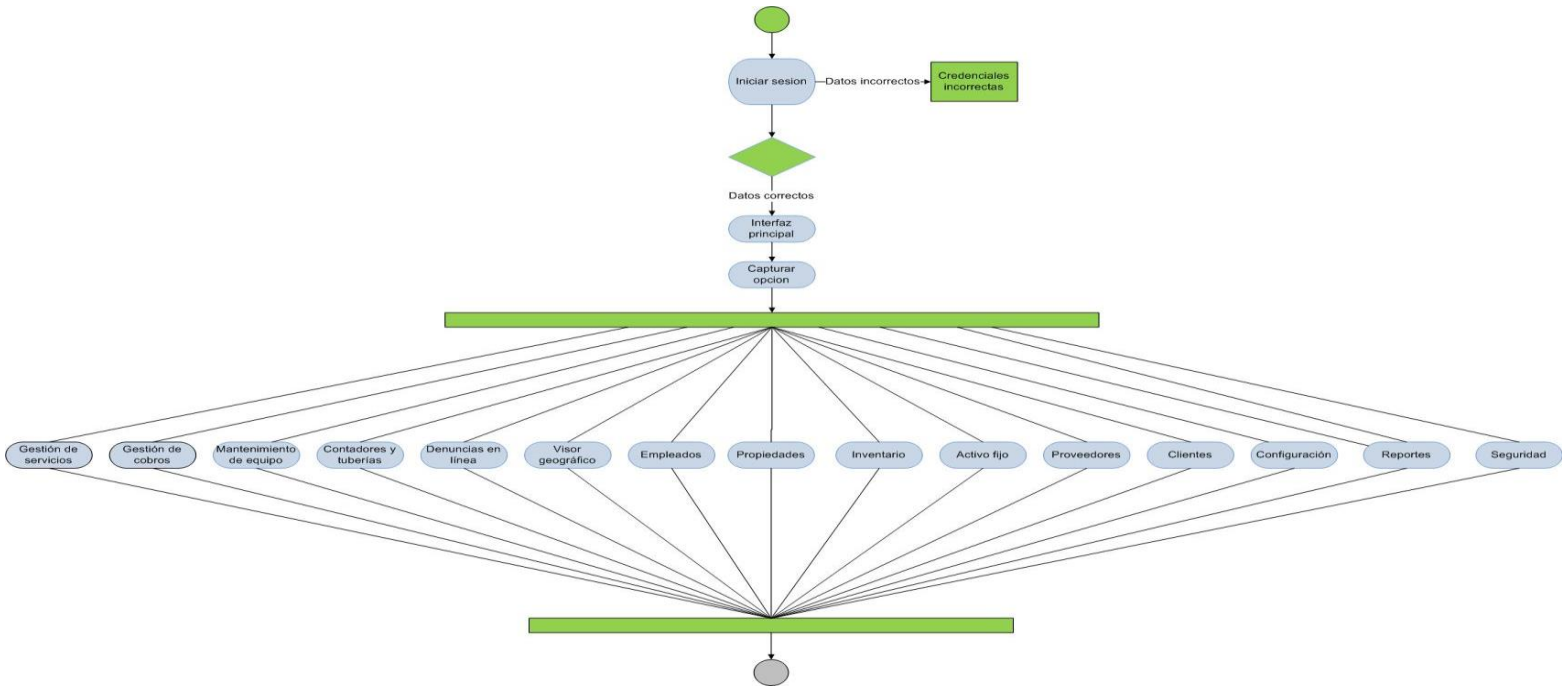 Iniciar sesion
Datos incorrectos
Credenciales
incorrectas
Datos correctos
Interfaz
principal
Capturar
opcion
Gestión de
servicios
Gestión de
cobros
Mantenimiento
de equipo
Contadores y
tuberías
Denuncias en
línea
Visor
geográfico
Empleados
Propiedades
Inventario
Activo fijo
Proveedores
Clientes
Configuración
Reportes
Seguridad